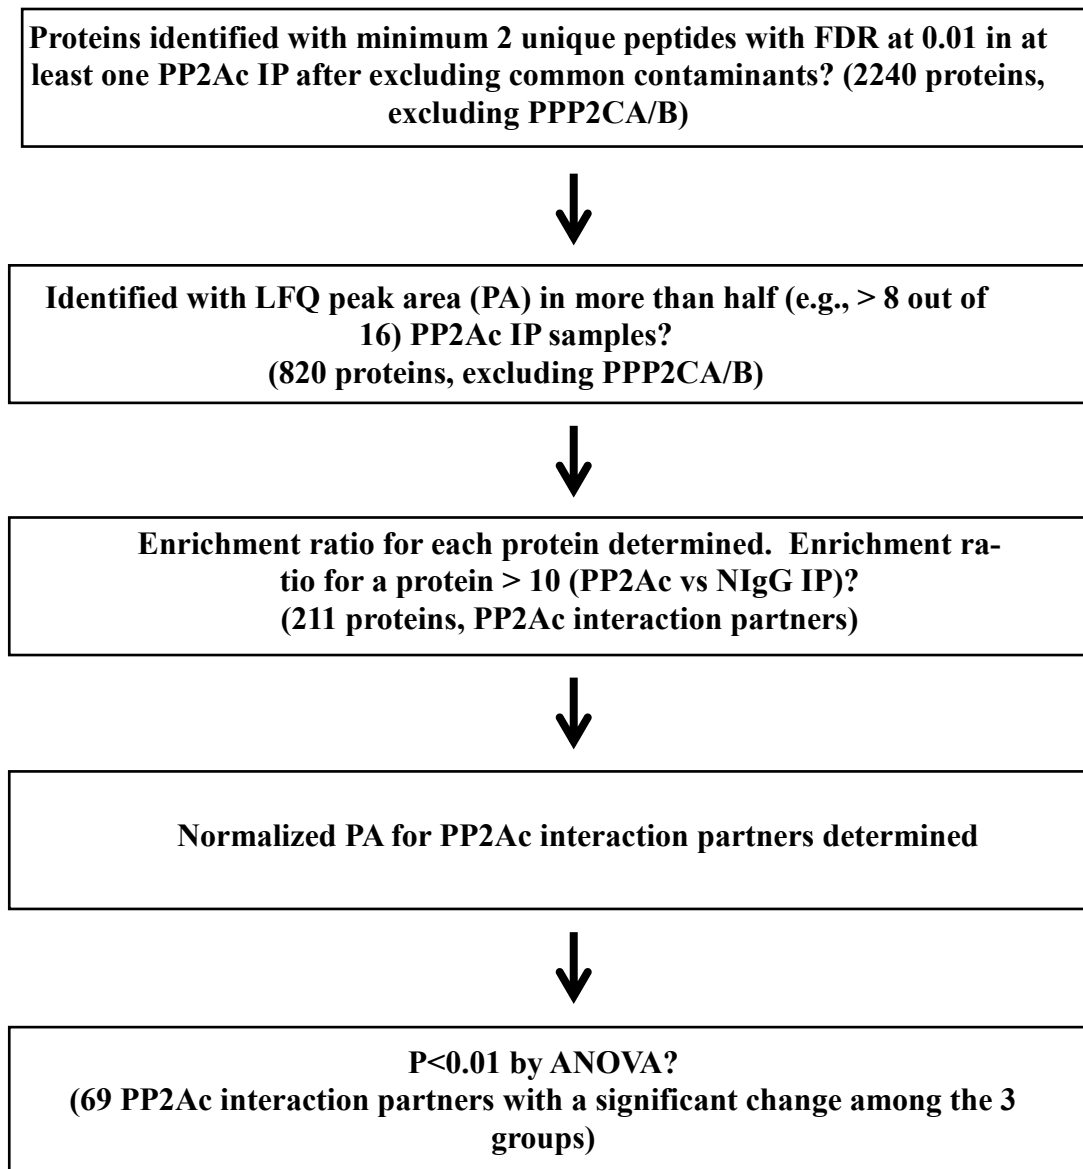 Proteins identified with minimum 2 unique peptides with FDR at 0.01 in at
least one PP2Ac IP after excluding common contaminants? (2240 proteins,
excluding PPP2CA/B)
Identified with LFQ peak area (PA) in more than half (e.g., > 8 out of
16) PP2Ac IP samples?
(820 proteins, excluding PPP2CA/B)
Enrichment ratio for each protein determined.  Enrichment ra-
tio for a protein > 10 (PP2Ac vs NIgG IP)?
(211 proteins, PP2Ac interaction partners)
Normalized PA for PP2Ac interaction partners determined
P<0.01 by ANOVA?
(69 PP2Ac interaction partners with a significant change among the 3
groups)